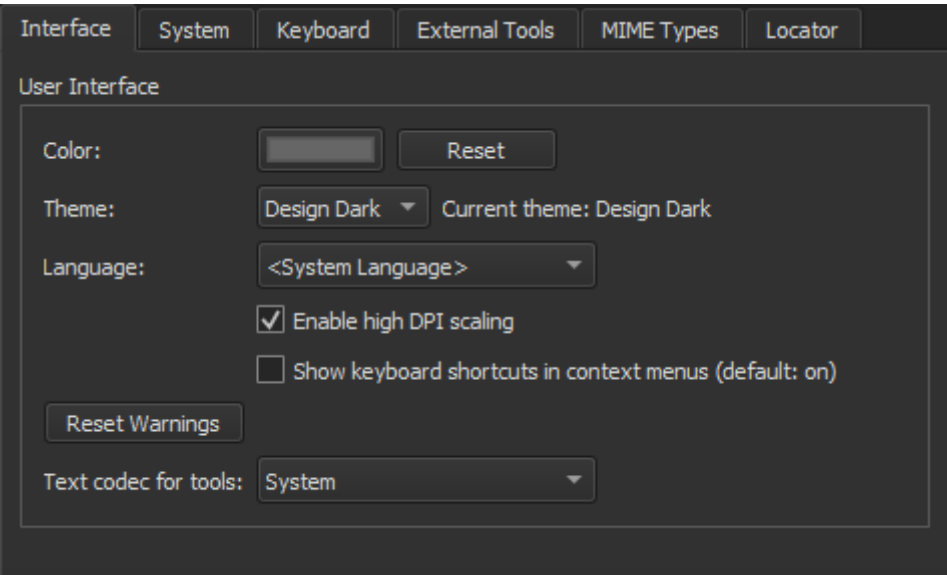 Interface System Keyboard External Tools MIME Types Locator
User Interface
Color: Reset
Theme: Design Dark Current theme: Design Dark
Language: <System Language>
Enable high DPI scaling
Show keyboard shortcuts in context menus (default: on)
Reset Warnings
Text codec for tools: System